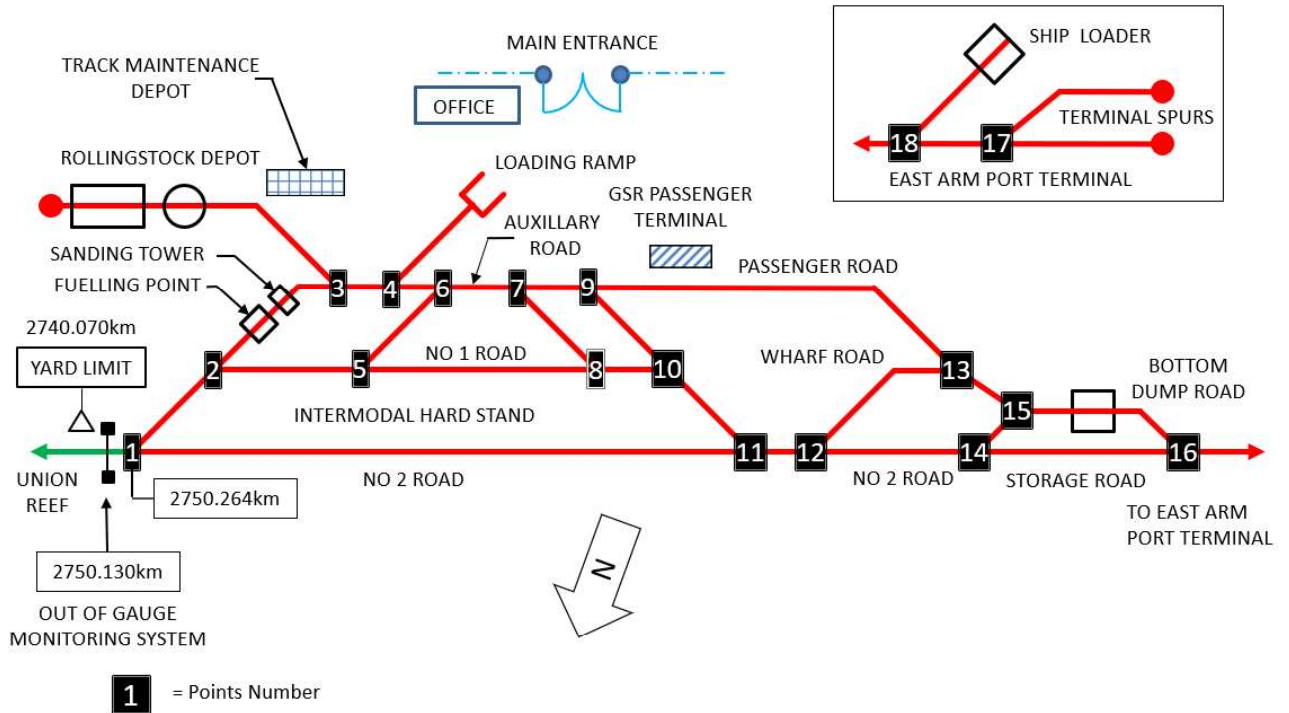 MAIN ENTRANCE
OFFICE
SHIP LOADER
TERMINAL SPURS
18
17
EAST ARM PORT TERMINAL
TRACK MAINTENANCE
DEPOT
ROLLINGSTOCK DEPOT
LOADING RAMP
GSR PASSENGER
TERMINAL
AUXILLARY
ROAD
PASSENGER ROAD
SANDING TOWER
FUELLING POINT
3
4
6
7
9
2740.070km
YARD LIMIT
2
5
NO 1 ROAD
8
10
WHARF ROAD
13
BOTTOM
DUMP ROAD
15
INTERMODAL HARD STAND
1
11
12
14
16
UNION
REEF
NO 2 ROAD
NO 2 ROAD
STORAGE ROAD
2750.264km
TO EAST ARM
PORT TERMINAL
2750.130km
N
OUT OF GAUGE
MONITORING SYSTEM
1 = Points Number